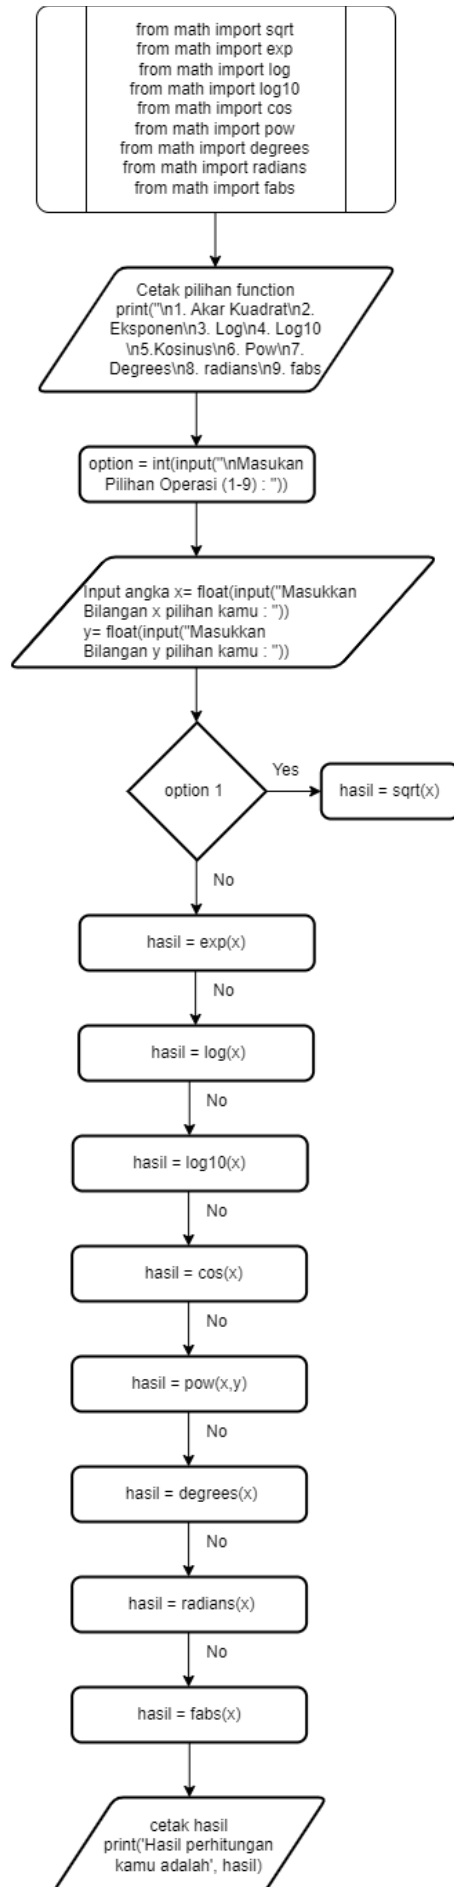 from math import sqrt
from math import exp
from math import log
from math import log10
from math import cos
from math import pow
from math import degrees
from math import radians
from math import fabs
Cetak pilihan function
print("\n1. Akar Kuadrat\n2.
Eksponen\n3. Log\n4. Log10
\n5.Kosinus\n6. Pow\n7.
Degrees\n8. radians\n9. fabs
option = int(input("\nMasukan
Pilihan Operasi (1-9) : "))
Input angka x= float(input("Masukkan
Bilangan x pilihan kamu : "))
y= float(input("Masukkan
Bilangan y pilihan kamu : "))
option 1
Yes
hasil = sqrt(x)
No
hasil = exp(x)
No
hasil = log(x)
No
hasil = log10(x)
No
hasil = cos(x)
No
hasil = pow(x,y)
No
hasil = degrees(x)
No
hasil = radians(x)
No
hasil = fabs(x)
cetak hasil
print('Hasil perhitungan
kamu adalah', hasil)